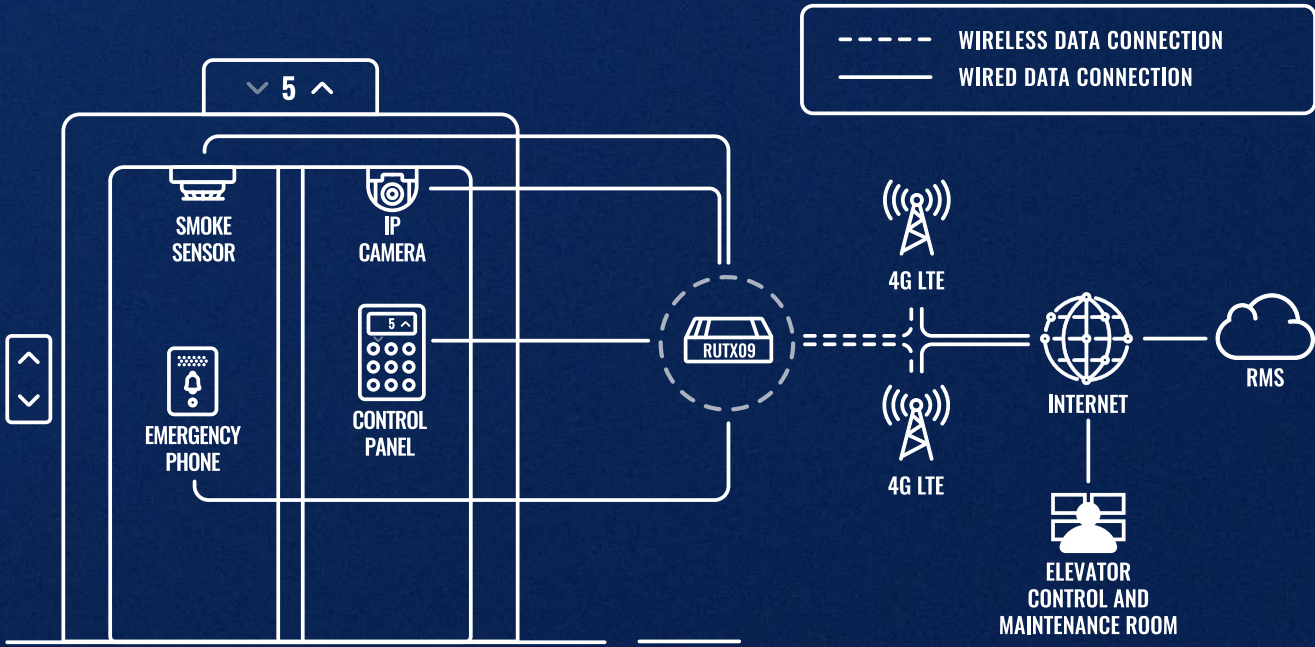 WIRELESS DATA CONNECTION
WIRED DATA CONNECTION
5
SMOKE
SENSOR
IP
CAMERA
4G LTE
5
RUTX09
EMERGENCY
PHONE
CONTROL
PANEL
INTERNET
RMS
4G LTE
ELEVATOR
CONTROL AND
MAINTENANCE ROOM